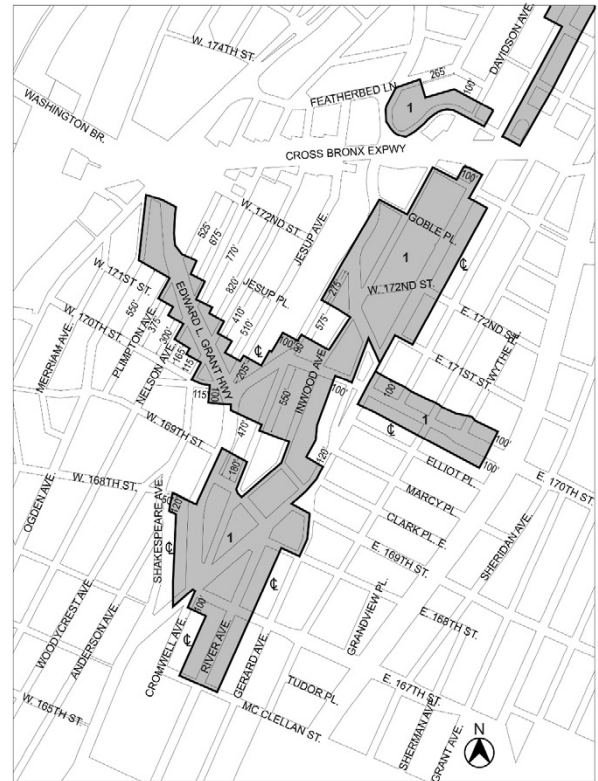 W. 174TH ST.
DAVIDSON AVE.
265'
100'
FEATHERBED LN.
1
WASHINGTON BR.
CROSS BRONX EXPWY
100'
W. 172ND ST.
JESUP AVE.
525'
675'
770'
820'
GOBLE PL.
1
℄
W. 171ST ST.
EDWARD L. GRANT HWY
JESUP PL.
275'
W. 172ND ST.
550'
375'
300'
165'
115'
410'
510'
575'
E. 172ND ST.
W. 170TH ST.
MERRIAM AVE.
PLIMPTON AVE.
NELSON AVE.
℄
100'
205'
INWOOD AVE.
E. 171ST ST.
WYTHE PL.
115'
100'
550'
100'
100'
1
℄
100'
100'
W. 169TH ST.
470'
120'
ELLIOT PL.
E. 170TH ST.
W. 168TH ST.
180'
MARCY PL.
OGDEN AVE.
SHAKESPEARE AVE.
120'
CLARK PL. E.
SHERIDAN AVE.
1
℄
E. 169TH ST.
℄
WOODYCREST AVE.
ANDERSON AVE.
100'
GRANDVIEW PL.
E. 168TH ST.
CROMWELL AVE.
℄
RIVER AVE.
GERARD AVE.
TUDOR PL.
E. 167TH ST.
W. 165TH ST.
MC CLELLAN ST.
SHERMAN AVE.
GRANT AVE.
N